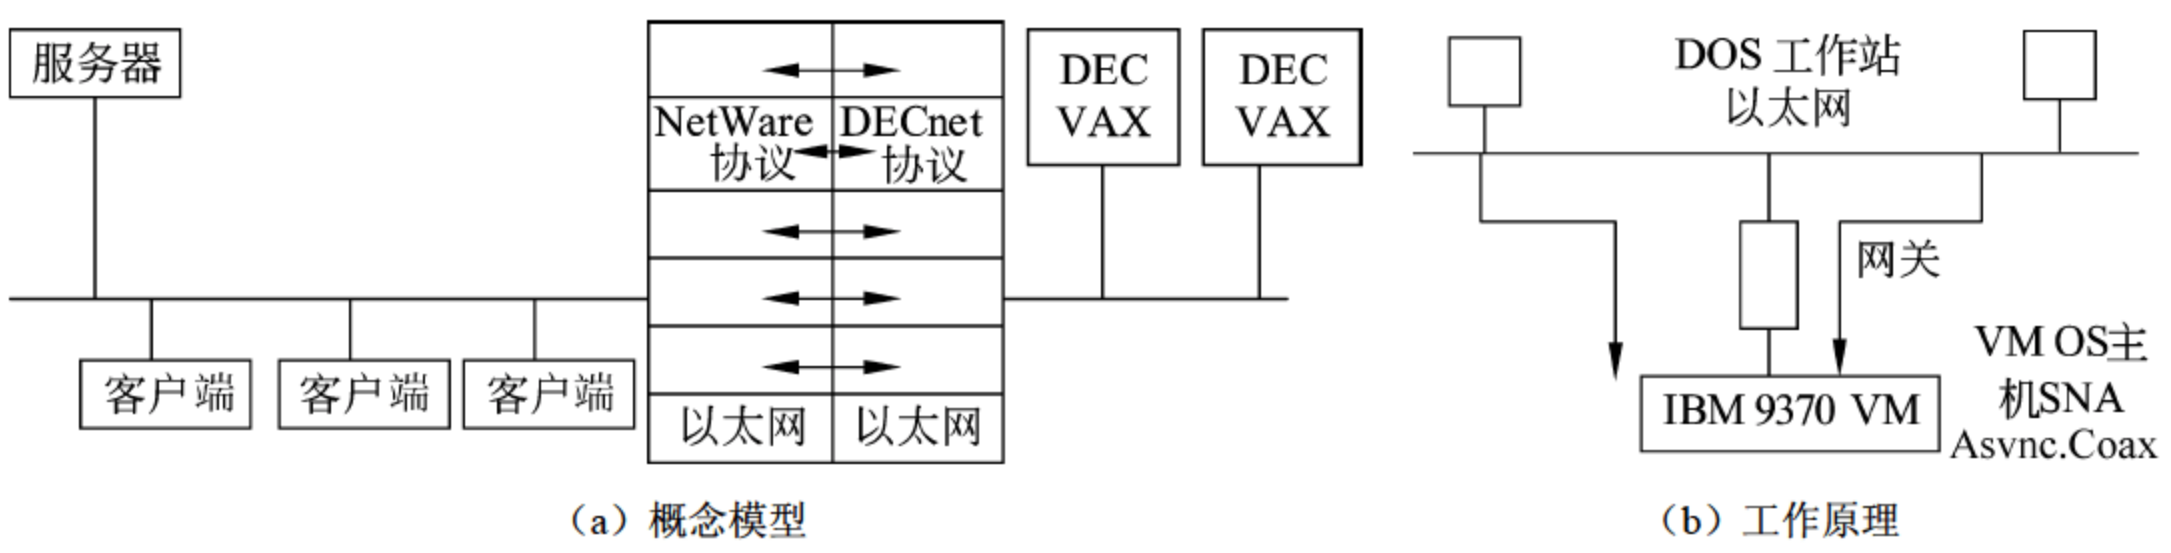 服务器
NetWare
协议
DECnet
协议
DEC
VAX
DEC
VAX
客户端
客户端
客户端
以太网
以太网
(a) 概念模型
DOS 工作站
以太网
网关
IBM 9370 VM
VM OS主
机SNA
Asvnc.Coax
(b) 工作原理